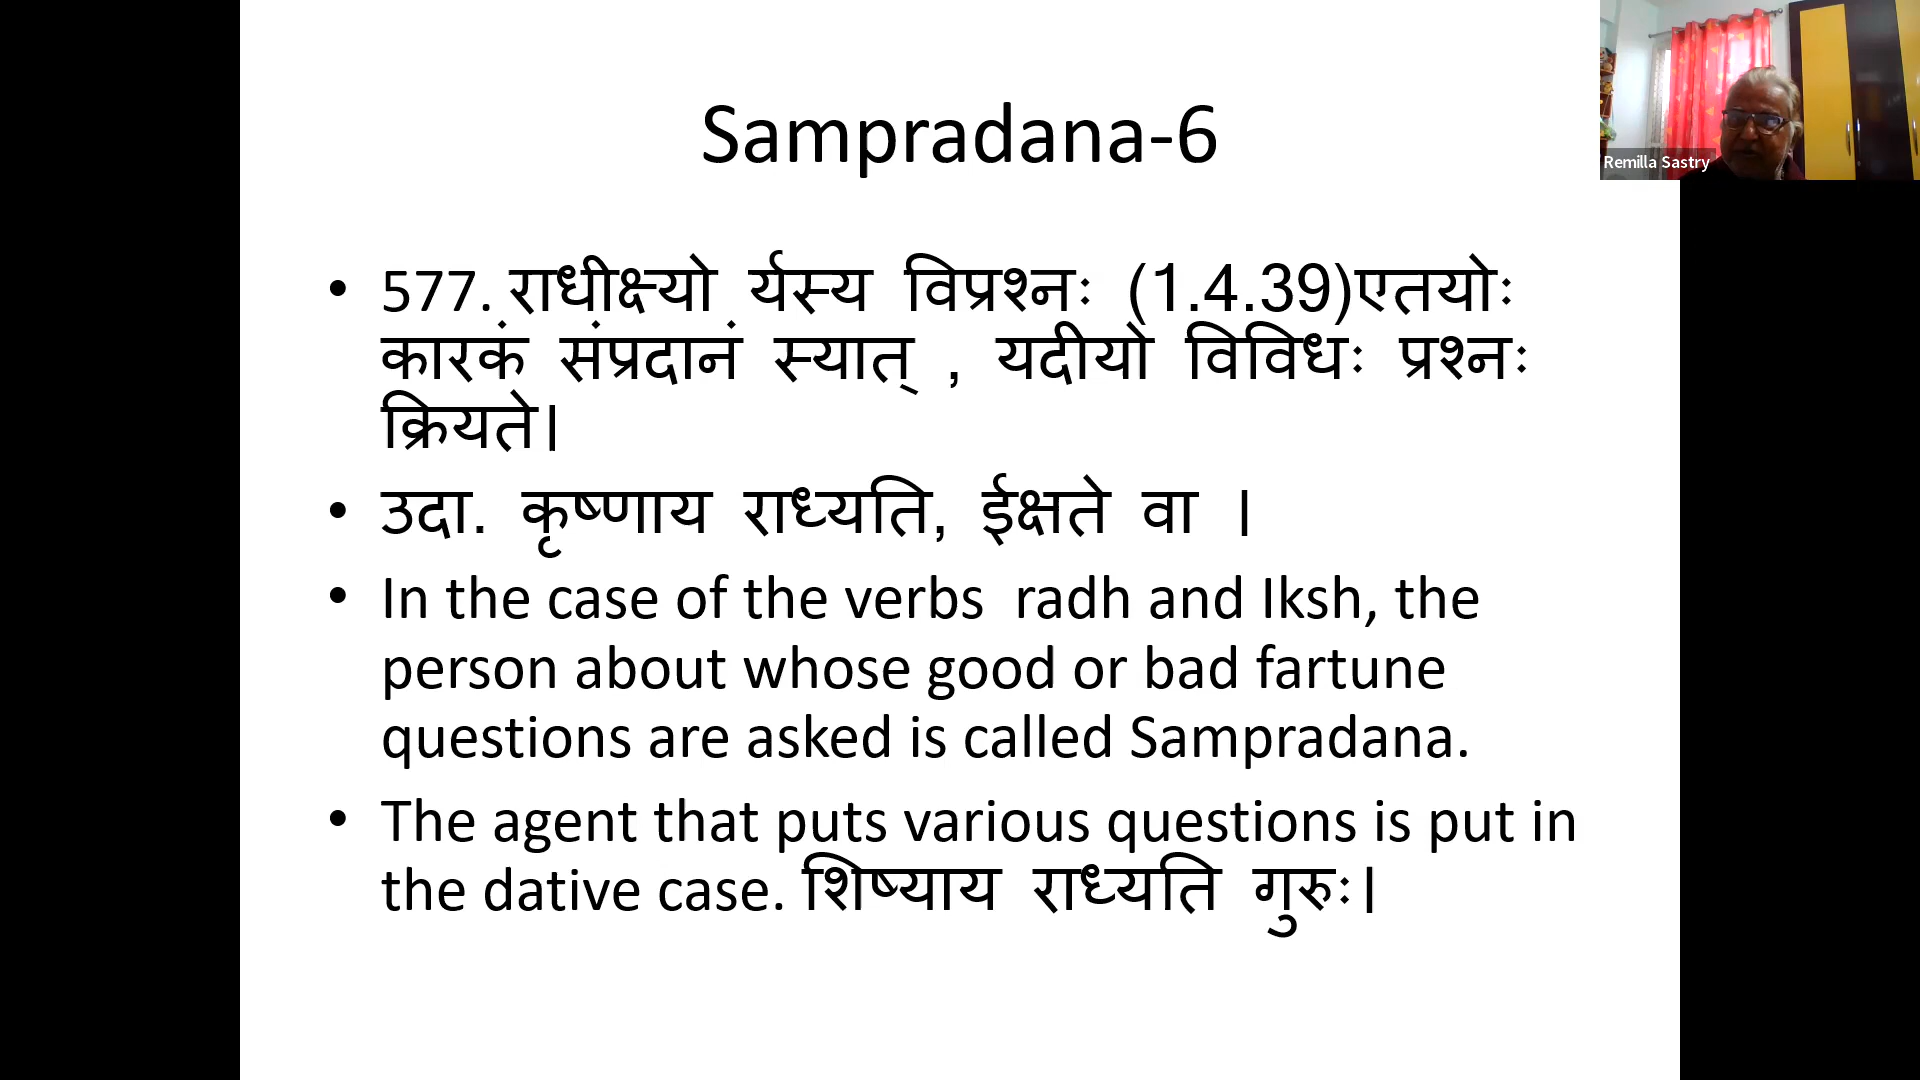 Sampradana-6
Remilla Sastry
• 577. राधीक्ष्यो र्यस्य विप्रश्नः (1.4.39)एतयोः
कारकं संप्रदानं स्यात् , यदीयो विविधः प्रश्नः
क्रियते।
• उदा. कृष्णाय राध्यति, ईक्षते वा ।
• In the case of the verbs radh and Iksh, the
person about whose good or bad fartune
questions are asked is called Sampradana.
• The agent that puts various questions is put in
the dative case. शिष्याय राध्यति गुरुः।